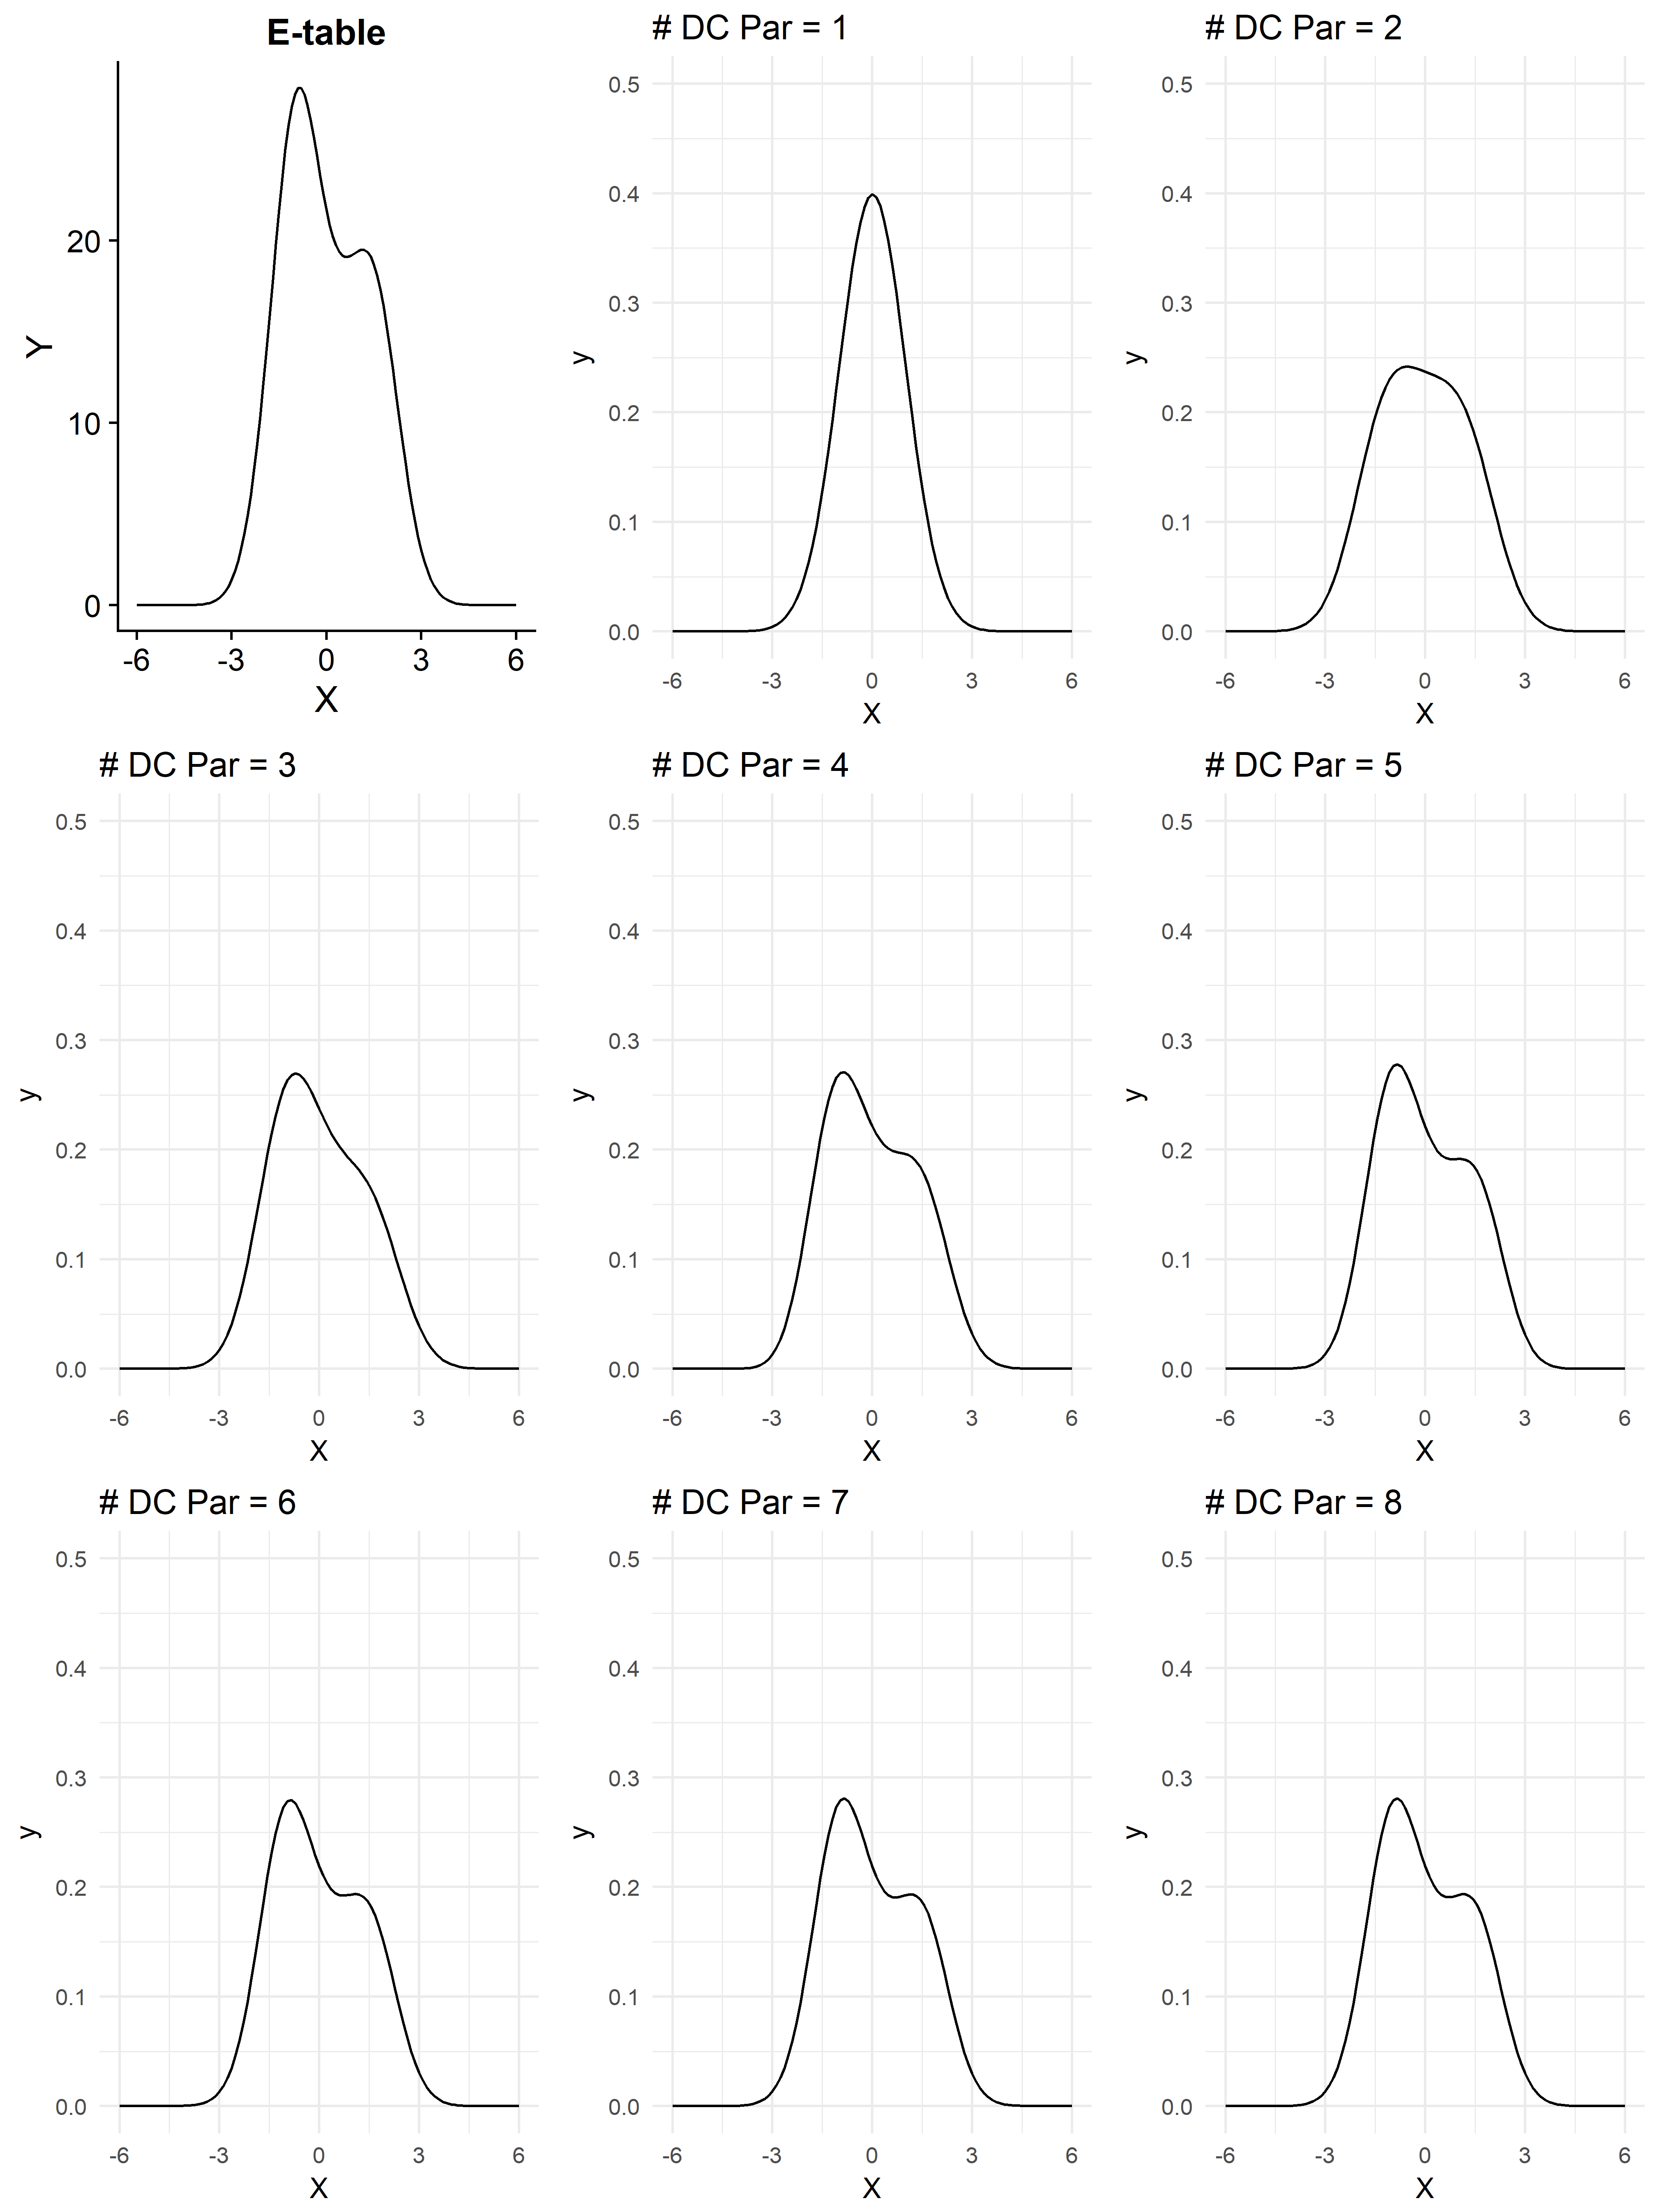 E-table
Y
20
10
0
-6 -3 0 3 6
X
# DC Par = 1
y
0.5
0.4
0.3
0.2
0.1
0.0
-6 -3 0 3 6
X
# DC Par = 2
y
0.5
0.4
0.3
0.2
0.1
0.0
-6 -3 0 3 6
X
# DC Par = 3
y
0.5
0.4
0.3
0.2
0.1
0.0
-6 -3 0 3 6
X
# DC Par = 4
y
0.5
0.4
0.3
0.2
0.1
0.0
-6 -3 0 3 6
X
# DC Par = 5
y
0.5
0.4
0.3
0.2
0.1
0.0
-6 -3 0 3 6
X
# DC Par = 6
y
0.5
0.4
0.3
0.2
0.1
0.0
-6 -3 0 3 6
X
# DC Par = 7
y
0.5
0.4
0.3
0.2
0.1
0.0
-6 -3 0 3 6
X
# DC Par = 8
y
0.5
0.4
0.3
0.2
0.1
0.0
-6 -3 0 3 6
X